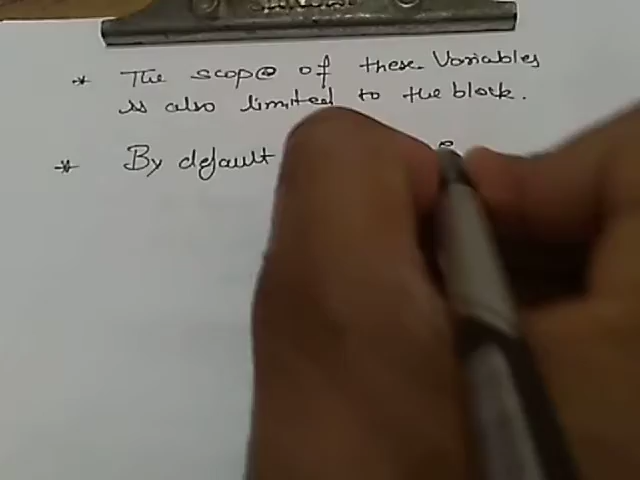 * The scope of these Variables
is also limited to the block.
* By default